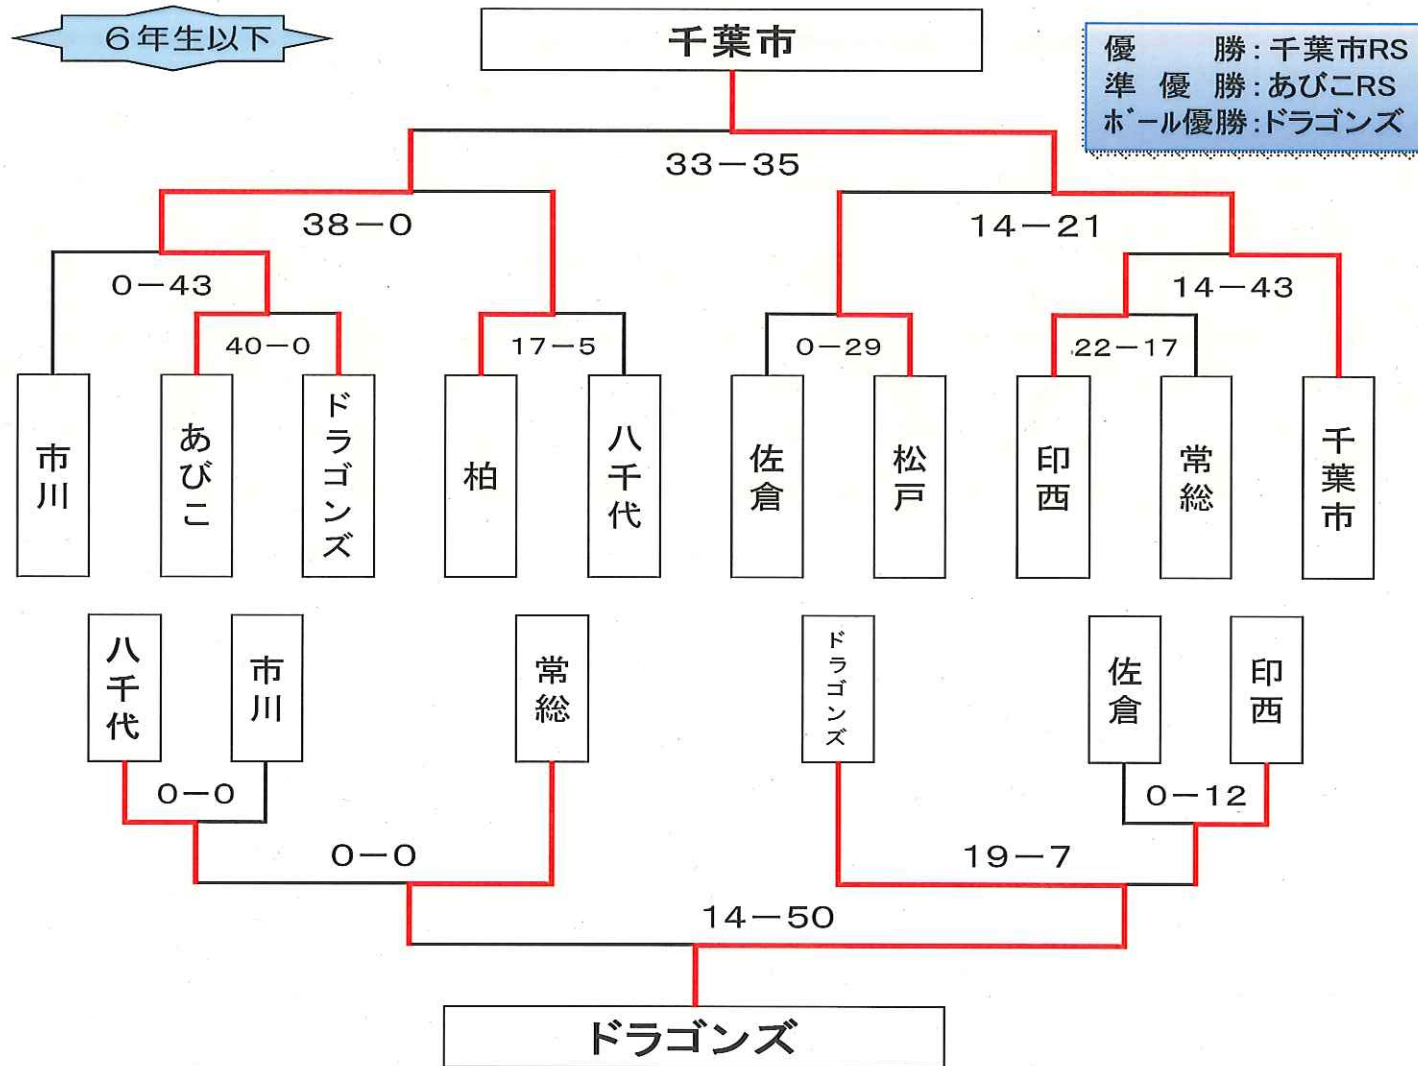 6年生以下
千葉市
優勝:千葉市RS
準優勝:あびこRS
ボール優勝:ドラゴンズ
33-35
38-0
14-21
0-43
14-43
40-0
17-5
0-29
22-17
市川
あびこ
ドラゴンズ
柏
八千代
佐倉
松戸
印西
常総
千葉市
八千代
市川
常総
ドラゴンズ
佐倉
印西
0-0
0-12
0-0
19-7
14-50
ドラゴンズ